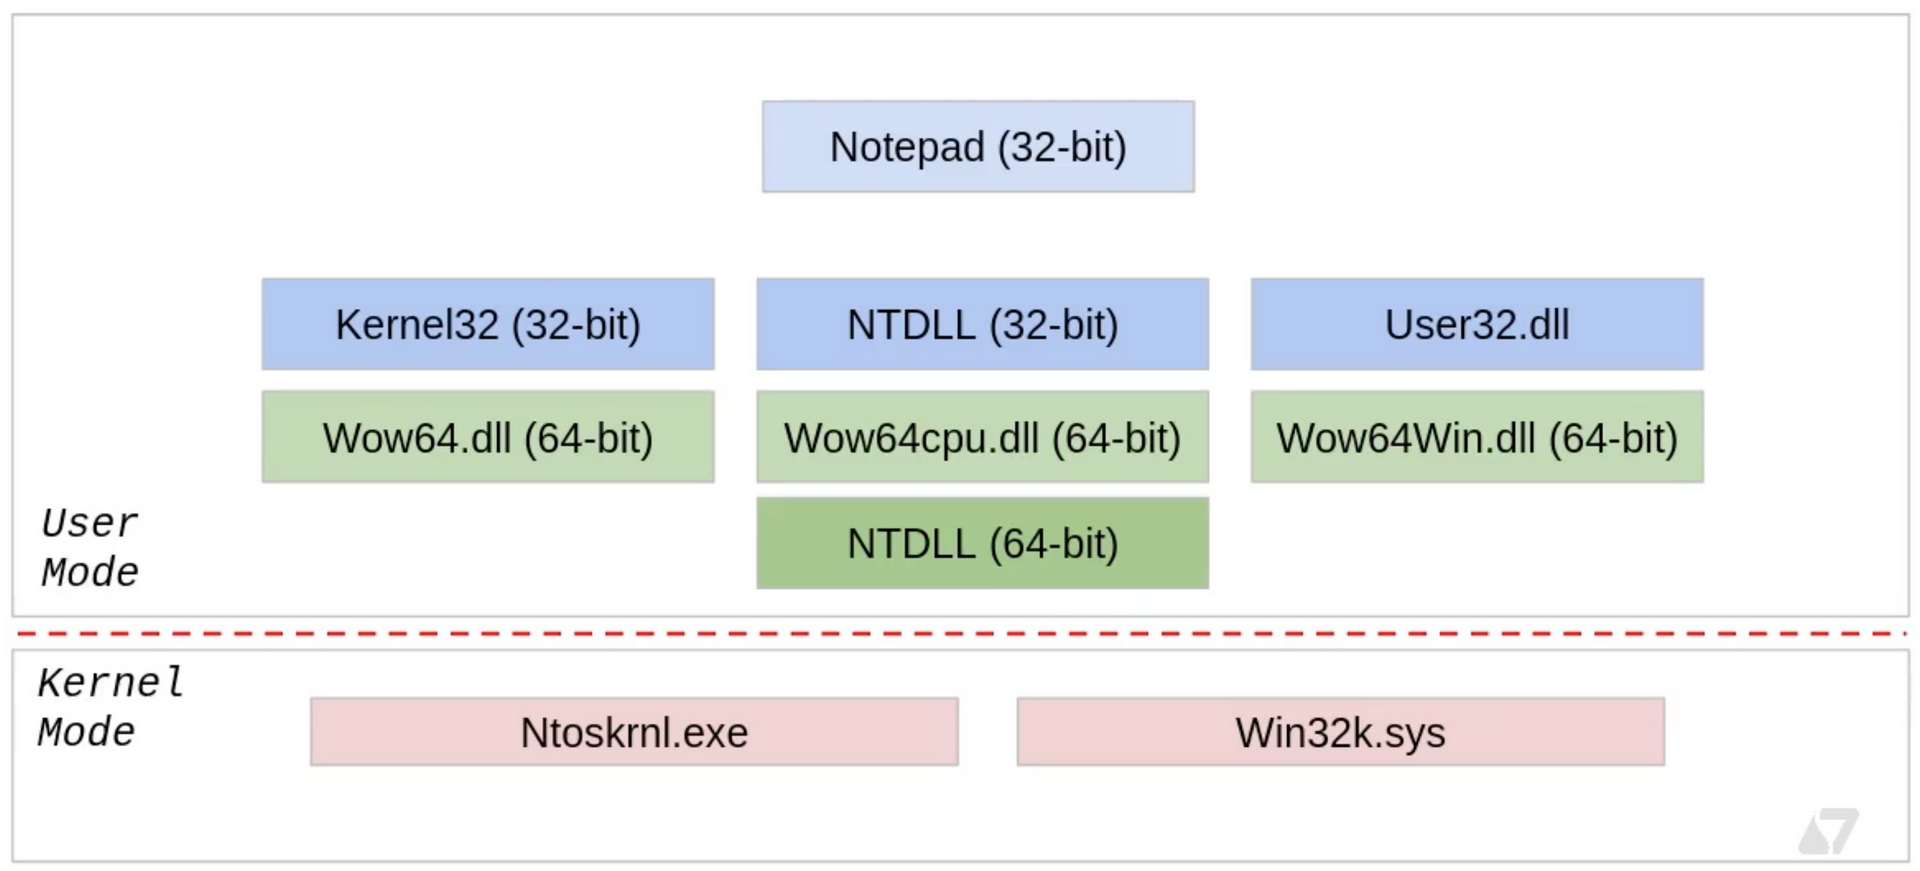 Notepad (32-bit)
Kernel32 (32-bit)
NTDLL (32-bit)
User32.dll
Wow64.dll (64-bit)
Wow64cpu.dll (64-bit)
Wow64Win.dll (64-bit)
User
Mode
NTDLL (64-bit)
Kernel
Mode
Ntoskrnl.exe
Win32k.sys